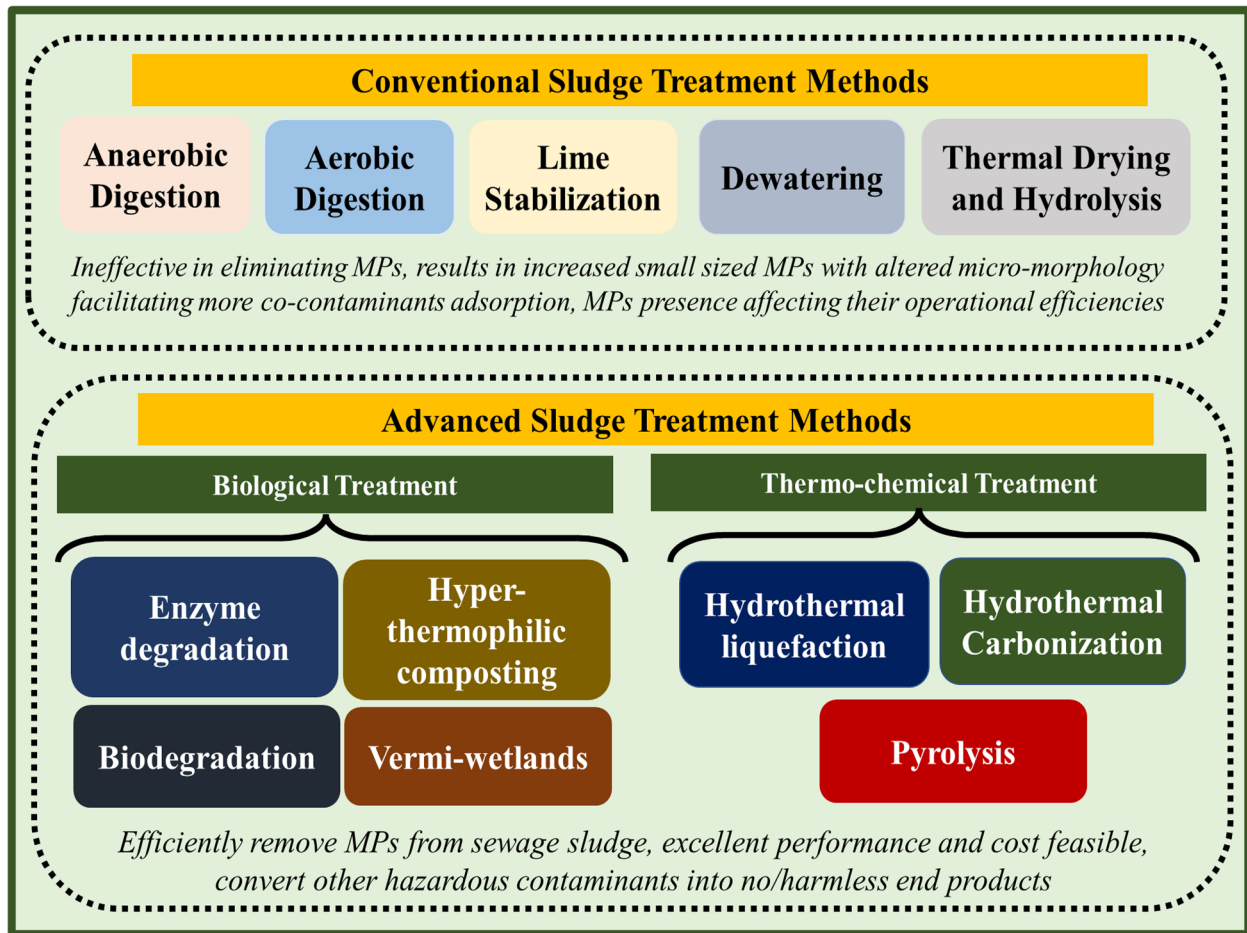 Conventional Sludge Treatment Methods
Anaerobic
Digestion
Aerobic
Digestion
Lime
Stabilization
Dewatering
Thermal Drying
and Hydrolysis
Ineffective in eliminating MPs, results in increased small sized MPs with altered micro-morphology
facilitating more co-contaminants adsorption, MPs presence affecting their operational efficiencies
Advanced Sludge Treatment Methods
Biological Treatment
Enzyme
degradation
Hyper-
thermophilic
composting
Biodegradation
Vermi-wetlands
Thermo-chemical Treatment
Hydrothermal
liquefaction
Hydrothermal
Carbonization
Pyrolysis
Efficiently remove MPs from sewage sludge, excellent performance and cost feasible,
convert other hazardous contaminants into no/harmless end products